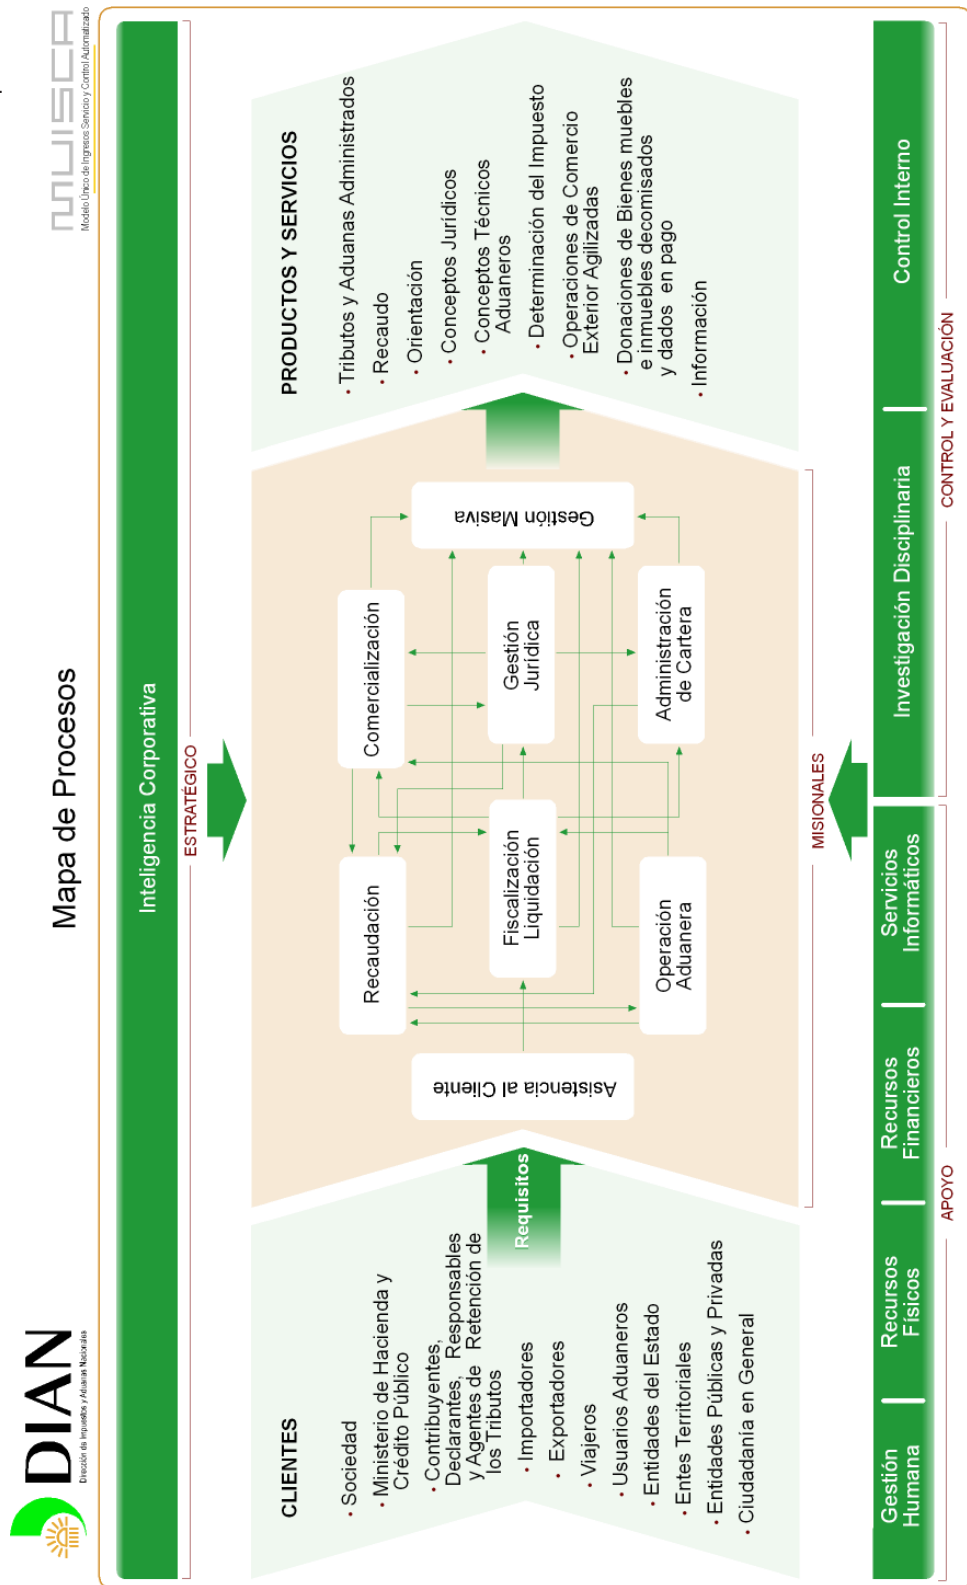 DIAN
Dirección de Impuestos y Aduanas Nacionales
Mapa de Procesos
MUISCA
Modelo Único de Ingresos Servicio y Control Automatizado
Inteligencia Corporativa
ESTRATÉGICO
CLIENTES
• Sociedad
• Ministerio de Hacienda y
Crédito Público
• Contribuyentes,
Declarantes, Responsables
y Agentes de Retención de
los Tributos
• Importadores
• Exportadores
• Viajeros
• Usuarios Aduaneros
• Entidades del Estado
• Entes Territoriales
• Entidades Públicas y Privadas
• Ciudadanía en General
Requisitos
Asistencia al Cliente
Recaudación
Comercialización
Fiscalización
Liquidación
Gestión
Jurídica
Operación
Aduanera
Administración
de Cartera
Gestión Masiva
PRODUCTOS Y SERVICIOS
• Tributos y Aduanas Administrados
• Recaudo
• Orientación
• Conceptos Jurídicos
• Conceptos Técnicos
Aduaneros
• Determinación del Impuesto
• Operaciones de Comercio
Exterior Agilizadas
• Donaciones de Bienes muebles
e inmuebles decomisados
y dados en pago
• Información
MISIONALES
Gestión
Humana
Recursos
Físicos
Recursos
Financieros
Servicios
Informáticos
Investigación Disciplinaria
Control Interno
APOYO
CONTROL Y EVALUACIÓN